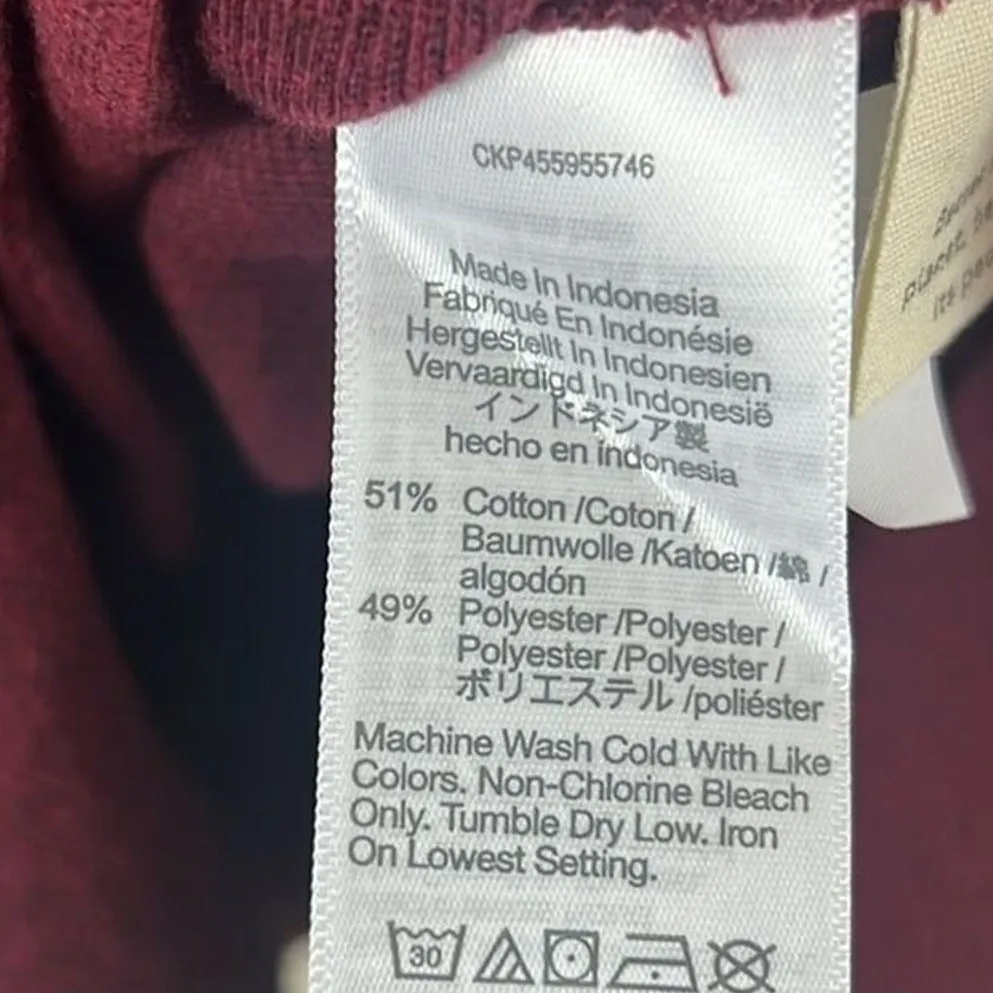 CKP455955746
Made In Indonesia
Fabriqué En Indonésie
Hergestellt In Indonesien
Vervaardigd In Indonesië
インドネシア製
hecho en indonesia
51% Cotton /Coton /
Baumwolle /Katoen /綿 /
algodón
49% Polyester /Polyester /
Polyester /Polyester /
ポリエステル /poliéster
Machine Wash Cold With Like
Colors. Non-Chlorine Bleach
Only. Tumble Dry Low. Iron
On Lowest Setting.
30
its